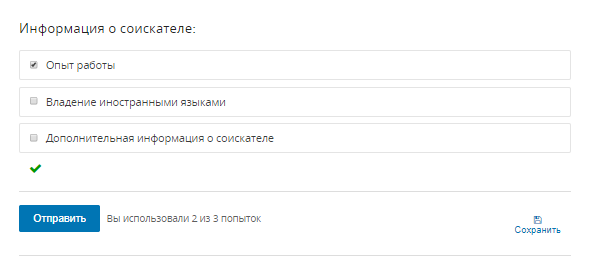 Информация о соискателе:
Опыт работы
Владение иностранными языками
Дополнительная информация о соискателе
Отправить Вы использовали 2 из 3 попыток
Сохранить